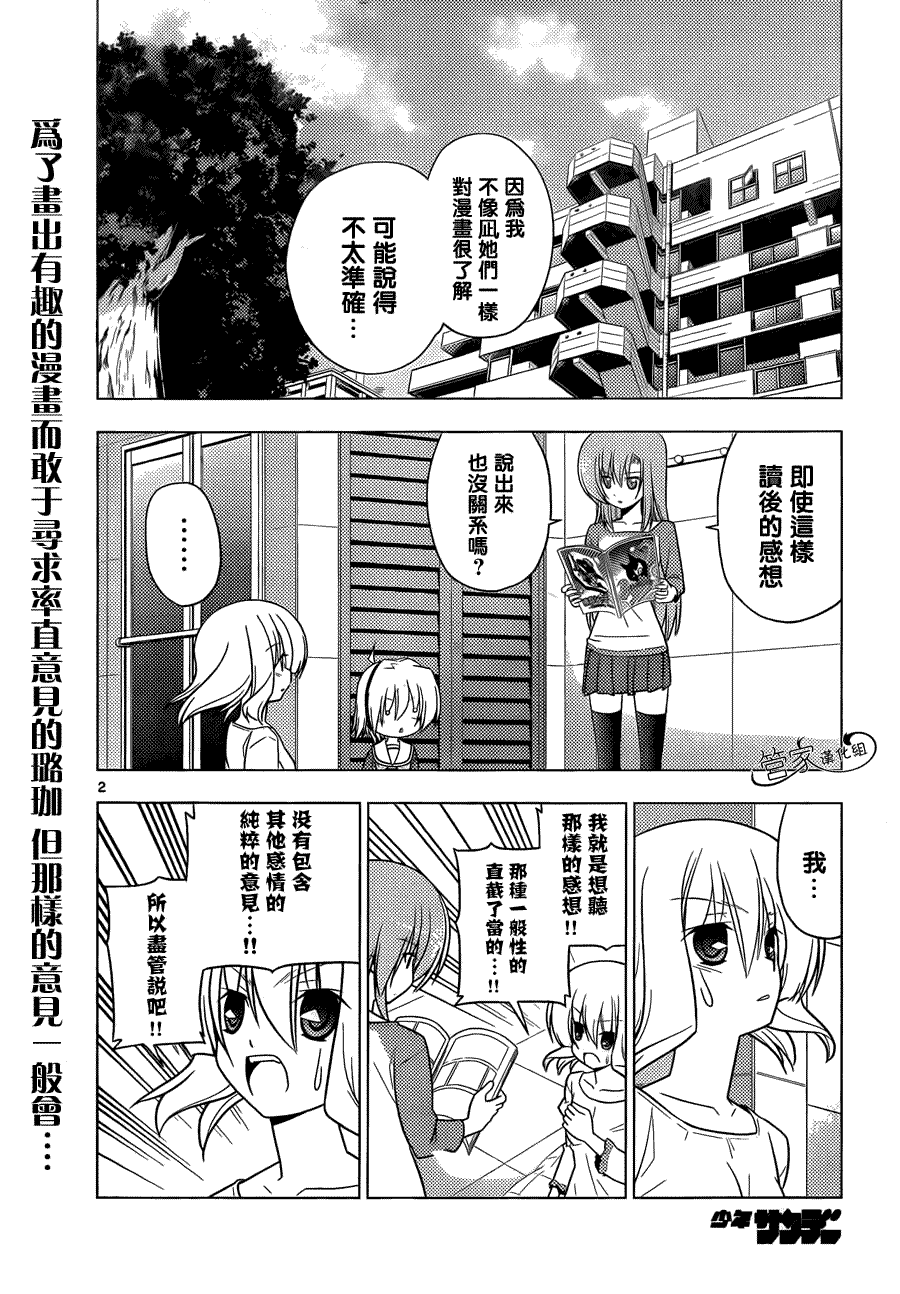 因為我
不像凪她們一樣
對漫畫很了解
可能說得
不太準確…
即使這樣
讀後的感想
說出來
也沒關系嗎?
……
管家漢化組
2
我…
我就是想聽
那樣的感想!!
那種一般性的
直截了當的…!
没有包含
其他感情的
純粹的意見…!!
所以盡管説吧!!
爲了畫出有趣的漫畫而敢于尋求率直意見的璐珈 但那樣的意見一般會……
少年サンデー